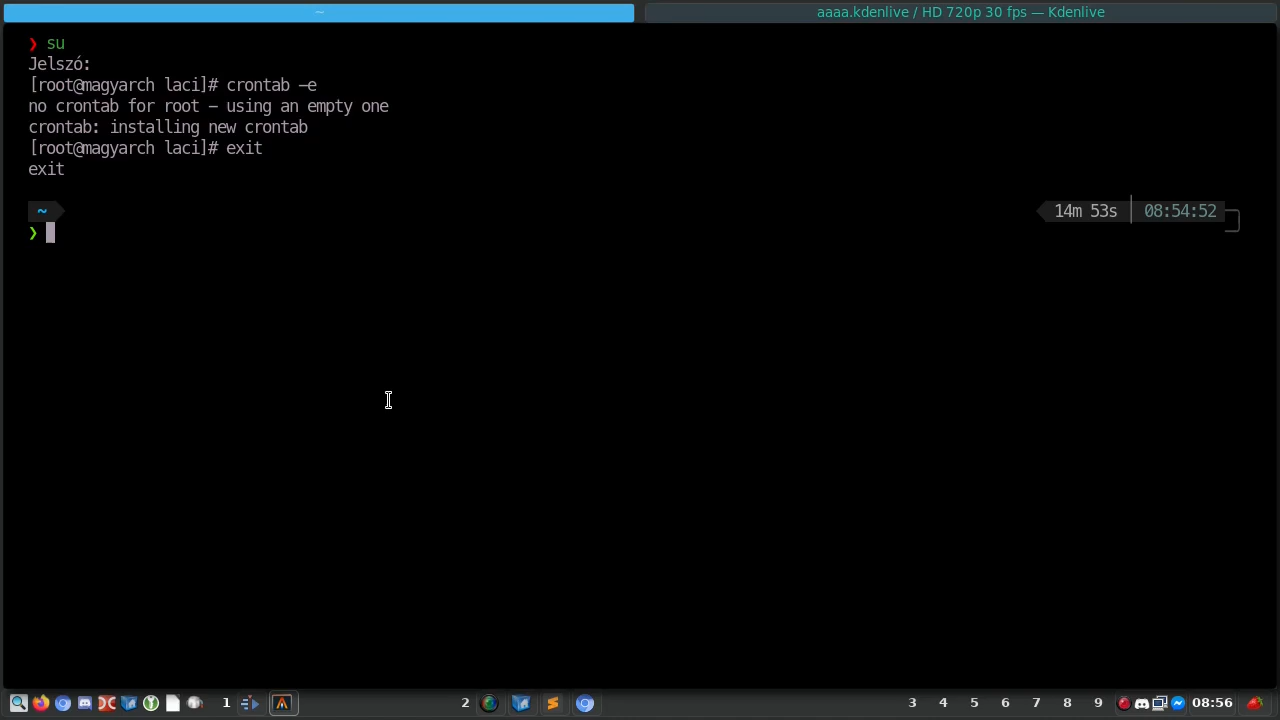 ~
aaaa.kdenlive / HD 720p 30 fps — Kdenlive
❯ su
Jelszó:
[root@magyarch laci]# crontab -e
no crontab for root - using an empty one
crontab: installing new crontab
[root@magyarch laci]# exit
exit
~ 14m 53s 08:54:52
❯
1 2 3 4 5 6 7 8 9 08:56